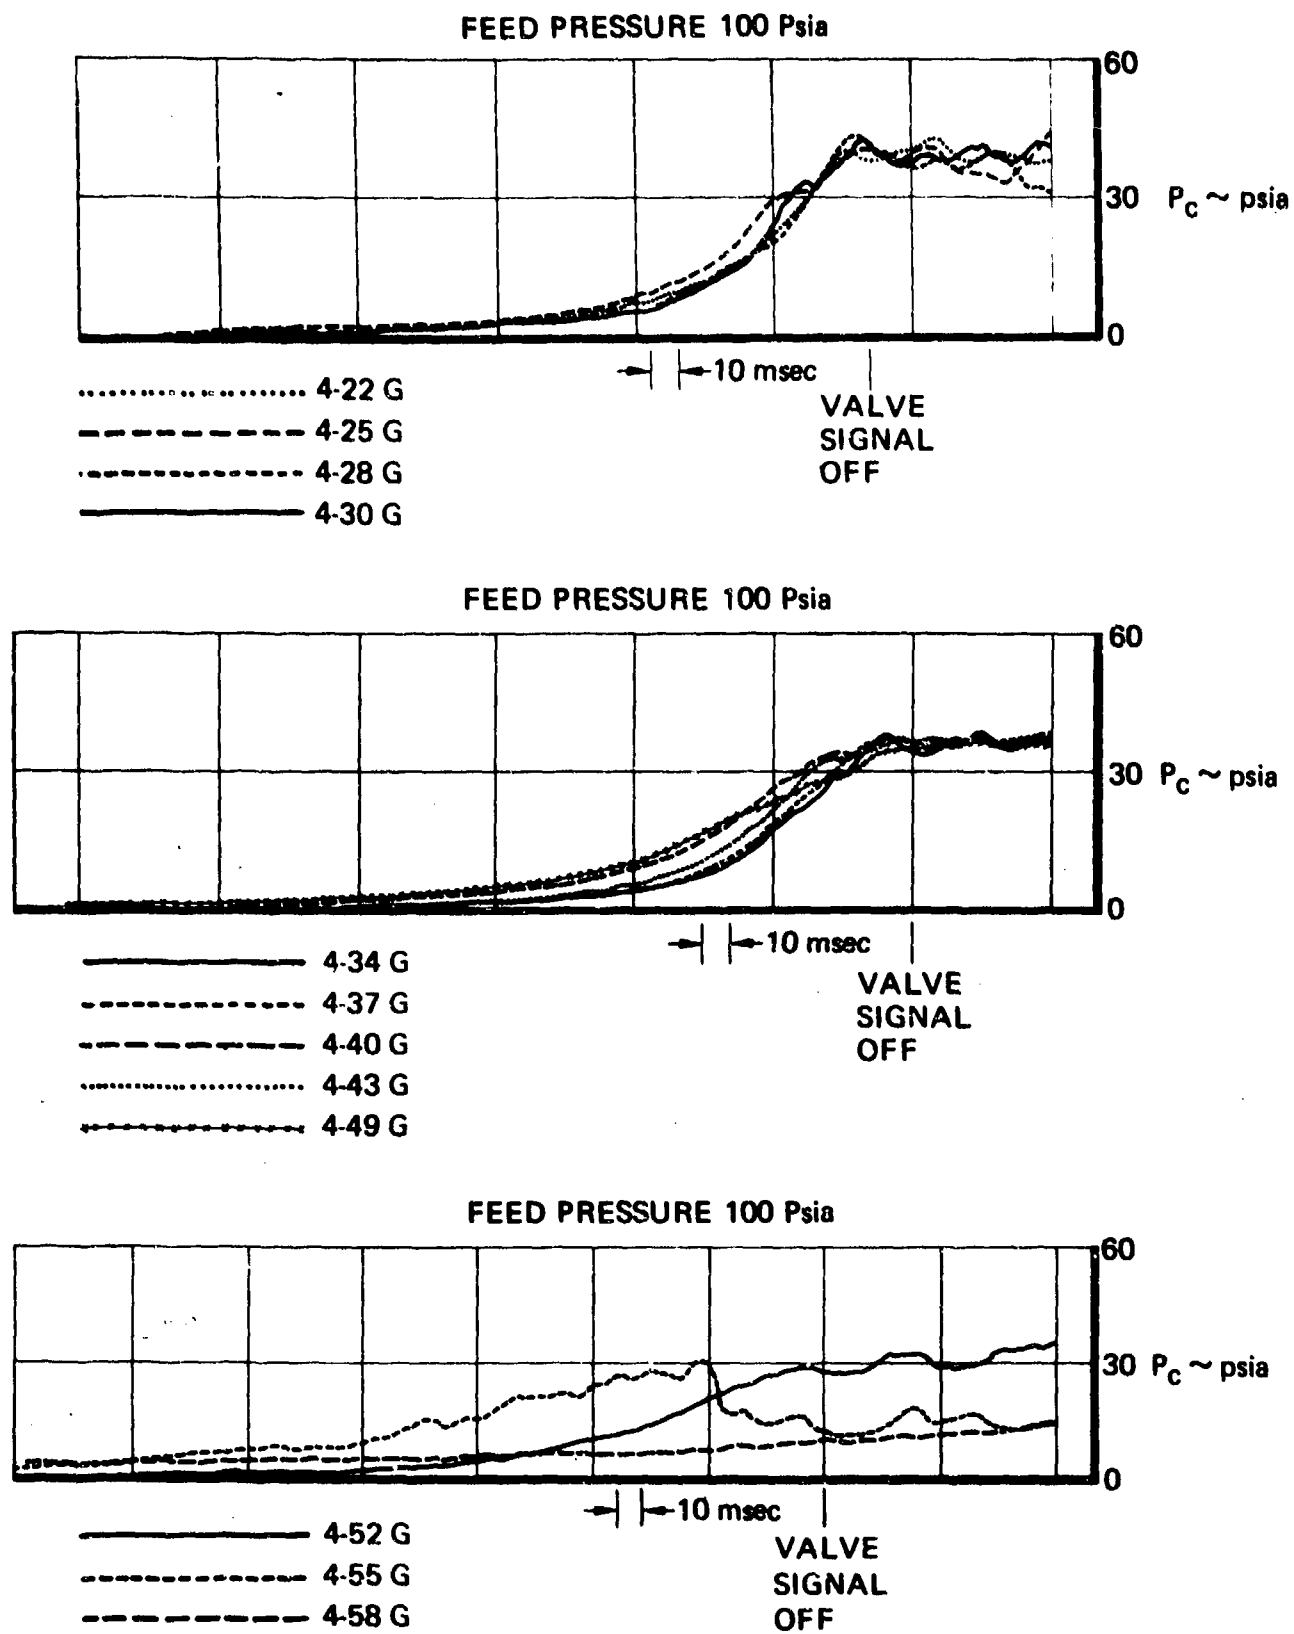 FEED PRESSURE 100 Psia
60
30 Pc ~ psia
0
10 msec
VALVE
SIGNAL
OFF
4-22 G
4-25 G
4-28 G
4-30 G
FEED PRESSURE 100 Psia
60
30 Pc ~ psia
0
10 msec
VALVE
SIGNAL
OFF
4-34 G
4-37 G
4-40 G
4-43 G
4-49 G
FEED PRESSURE 100 Psia
60
30 Pc ~ psia
0
10 msec
VALVE
SIGNAL
OFF
4-52 G
4-55 G
4-58 G